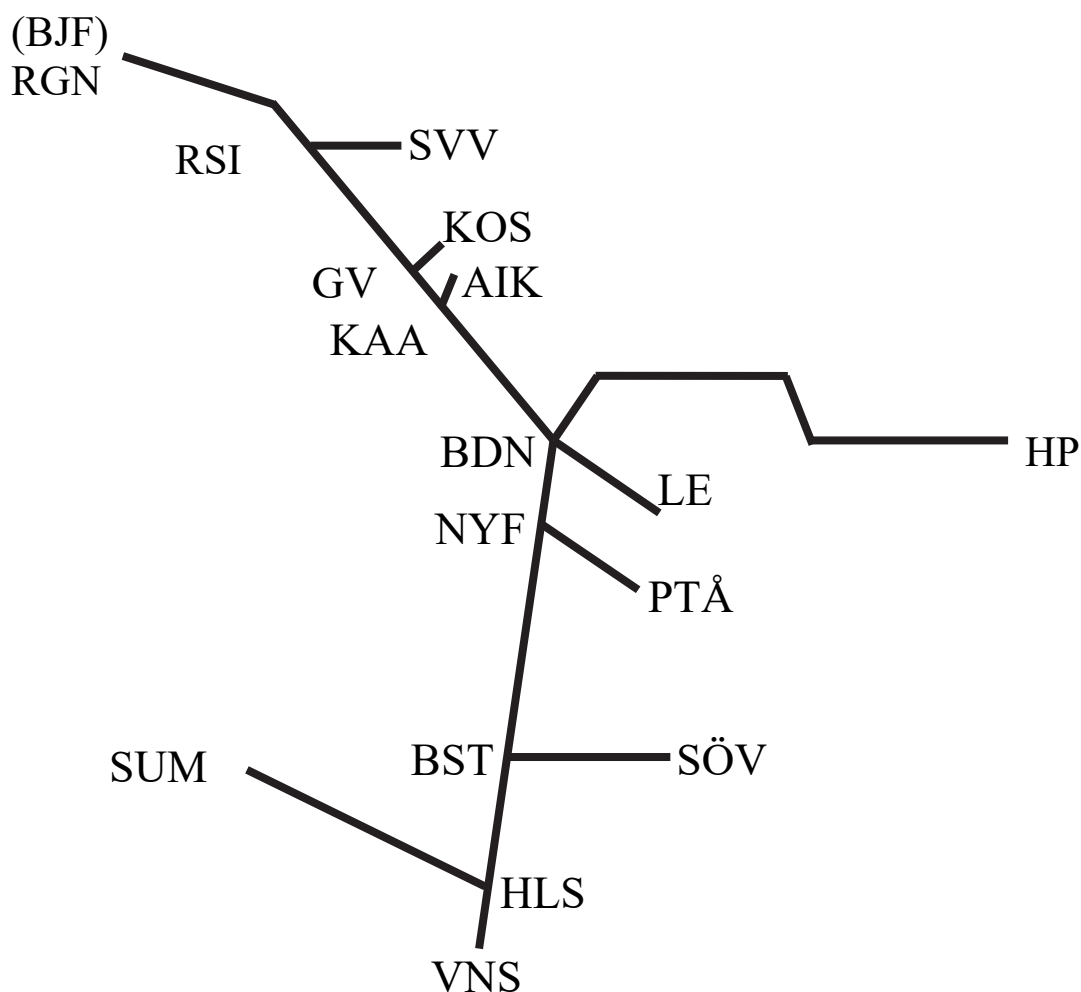 (BJF)
RGN
SVV
RSI
KOS
GV
AIK
KAA
BDN
HP
LE
NYF
PTÅ
BST
SÖV
SUM
HLS
VNS